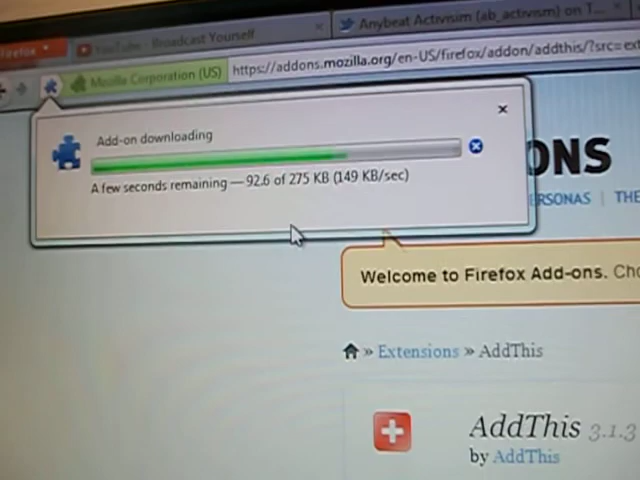 Firefox
YouTube - Broadcast Yourself
Anybeat Activisim (ab_activism) on T...
Mozilla Corporation (US)
https://addons.mozilla.org/en-US/firefox/addon/addthis/?src=ext
Add-on downloading
A few seconds remaining — 92.6 of 275 KB (149 KB/sec)
ONS
ERSONAS | THE
Welcome to Firefox Add-ons. Cho
» Extensions » AddThis
AddThis 3.1.3
by AddThis